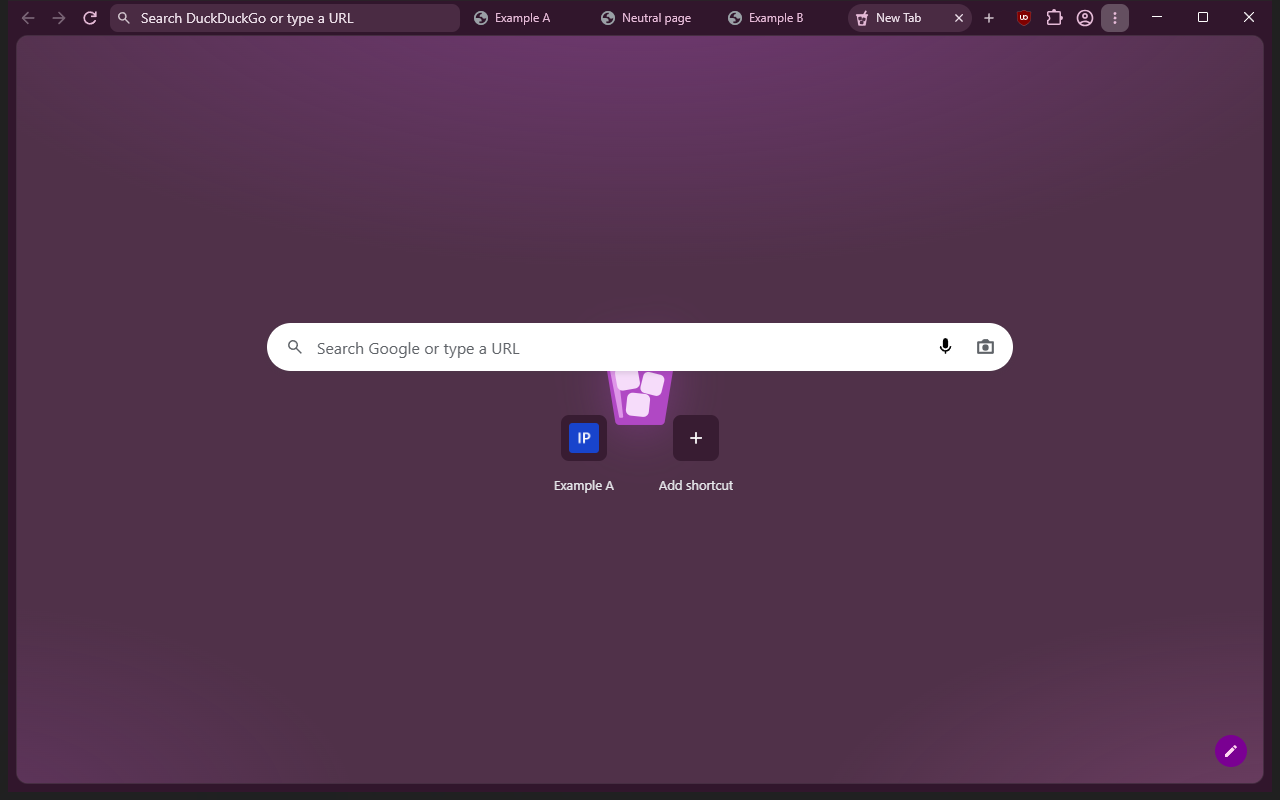 Search DuckDuckGo or type a URL
Example A
Neutral page
Example B
New Tab
UD
Search Google or type a URL
IP
Example A
Add shortcut